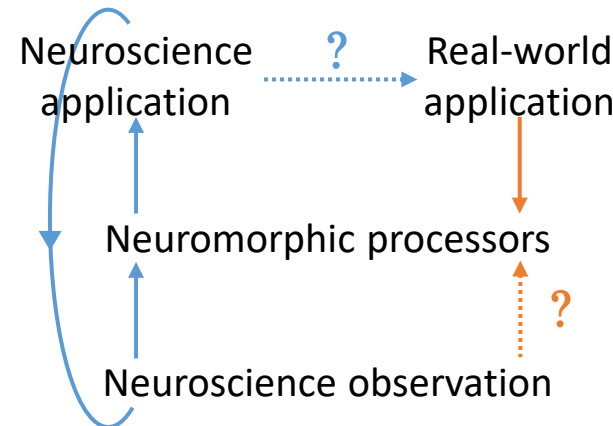 Neuroscience
application
?
Real-world
application
Neuromorphic processors
?
Neuroscience observation